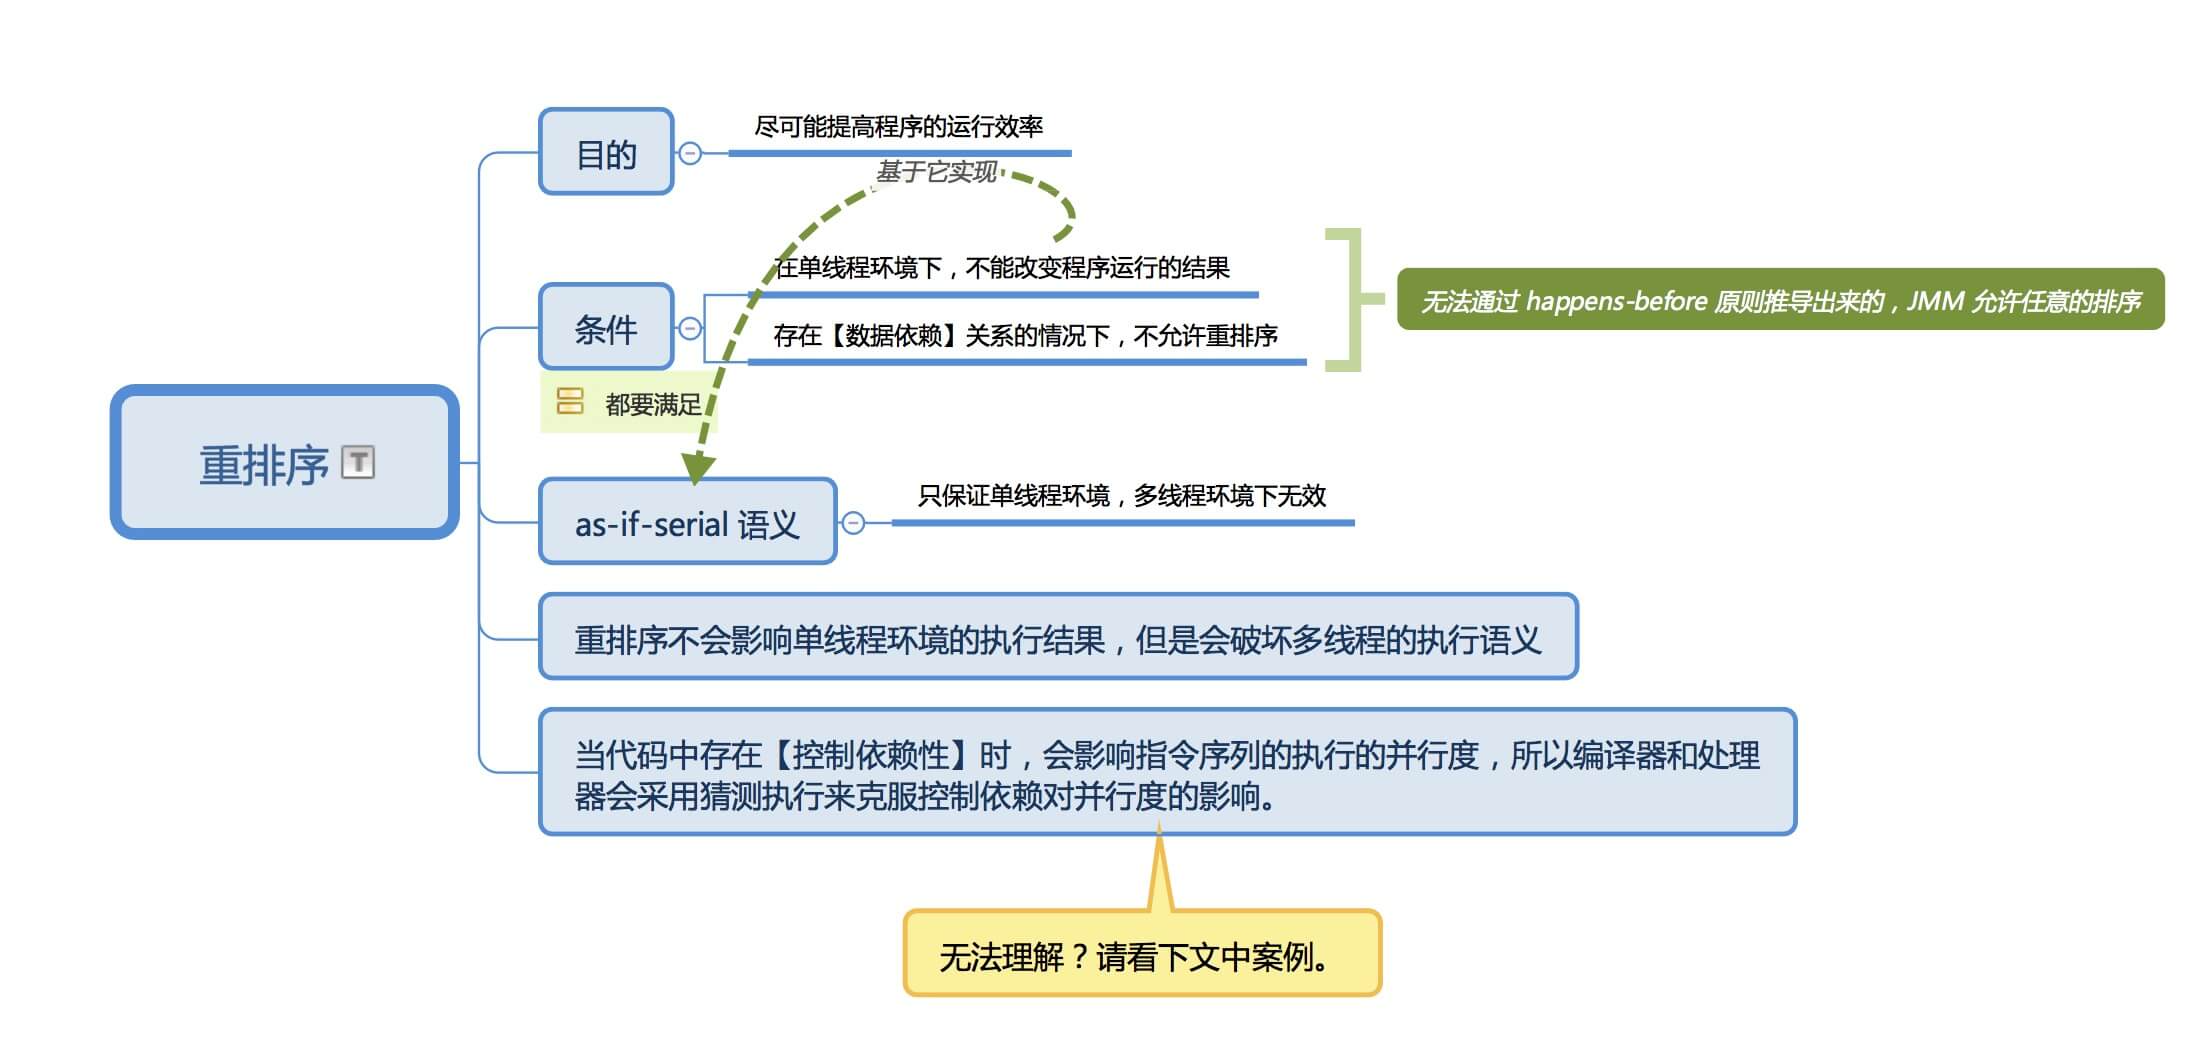 重排序
目的
尽可能提高程序的运行效率
基于它实现
条件
在单线程环境下，不能改变程序运行的结果
存在【数据依赖】关系的情况下，不允许重排序
无法通过 happens-before 原则推导出来的，JMM 允许任意的排序
都要满足
as-if-serial 语义
只保证单线程环境，多线程环境下无效
重排序不会影响单线程环境的执行结果，但是会破坏多线程的执行语义
当代码中存在【控制依赖性】时，会影响指令序列的执行的并行度，所以编译器和处理
器会采用猜测执行来克服控制依赖对并行度的影响。
无法理解？请看下文中案例。